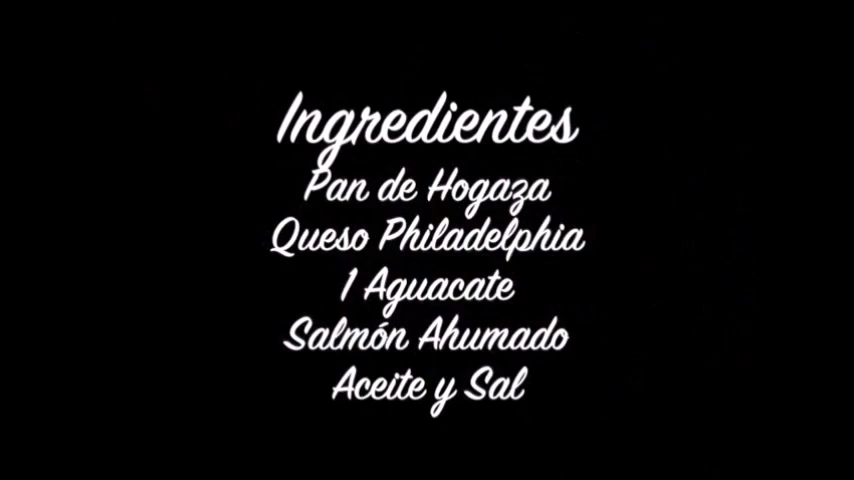 Ingredientes
Pan de Hogaza
Queso Philadelphia
1 Aguacate
Salmón Ahumado
Aceite y Sal